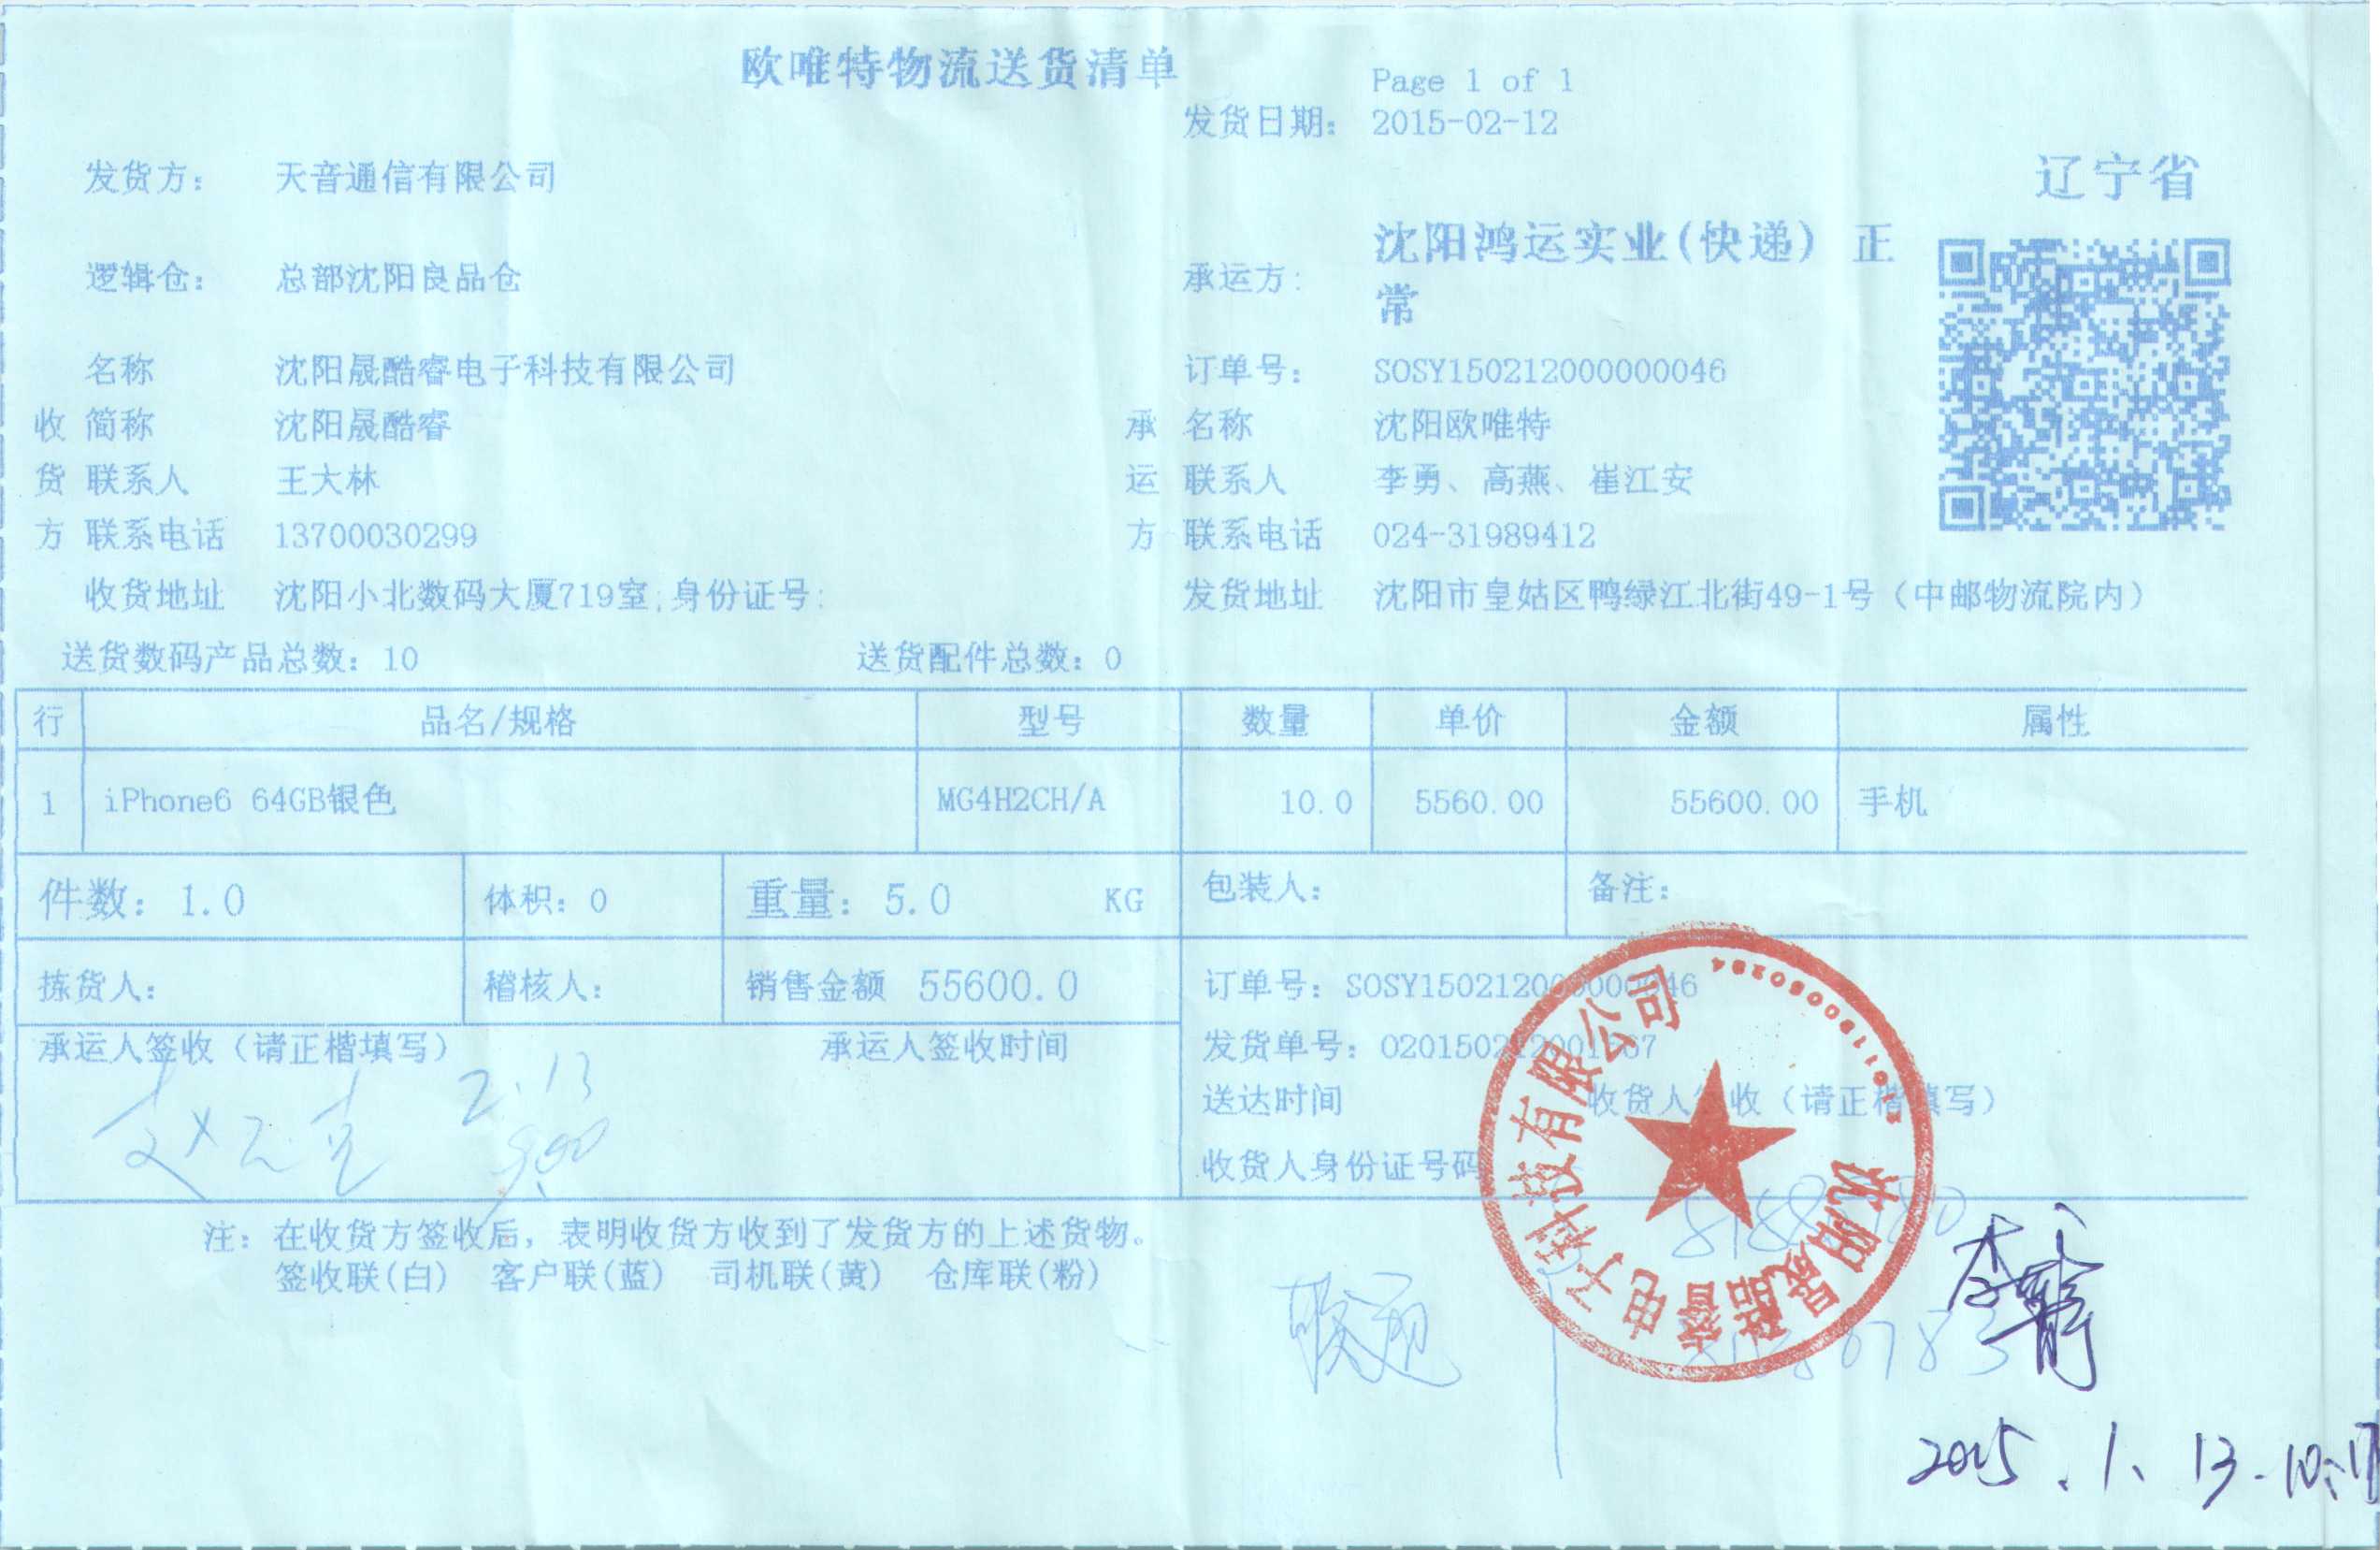 欧唯特物流送货清单
Page 1 of 1
发货日期： 2015-02-12
辽宁省
发货方： 天音通信有限公司
逻辑仓： 总部沈阳良品仓
承运方： 沈阳鸿运实业(快递) 正
常
名称 沈阳晟酷睿电子科技有限公司 订单号： SOSY150212000000046
收 简称 沈阳晟酷睿 承 名称 沈阳欧唯特
货 联系人 王大林 运 联系人 李勇、高燕、崔江安
方 联系电话 13700030299 方 联系电话 024-31989412
收货地址 沈阳小北数码大厦719室;身份证号: 发货地址 沈阳市皇姑区鸭绿江北街49-1号（中邮物流院内）
送货数码产品总数：10 送货配件总数：0
行 品名/规格 型号 数量 单价 金额 属性
1 iPhone6 64GB银色 MG4H2CH/A 10.0 5560.00 55600.00 手机
件数：1.0 体积：0 重量：5.0 KG 包装人： 备注：
拣货人： 稽核人： 销售金额 55600.0 订单号：SOSY150212000000046
承运人签收（请正楷填写） 承运人签收时间
2.13
9:00
发货单号：
送达时间 收货人签收（请正楷填写）
收货人身份证号码
注：在收货方签收后，表明收货方收到了发货方的上述货物。
签收联(白) 客户联(蓝) 司机联(黄) 仓库联(粉)
沈阳晟酷睿电子科技有限公司
2015.1.13.10:17